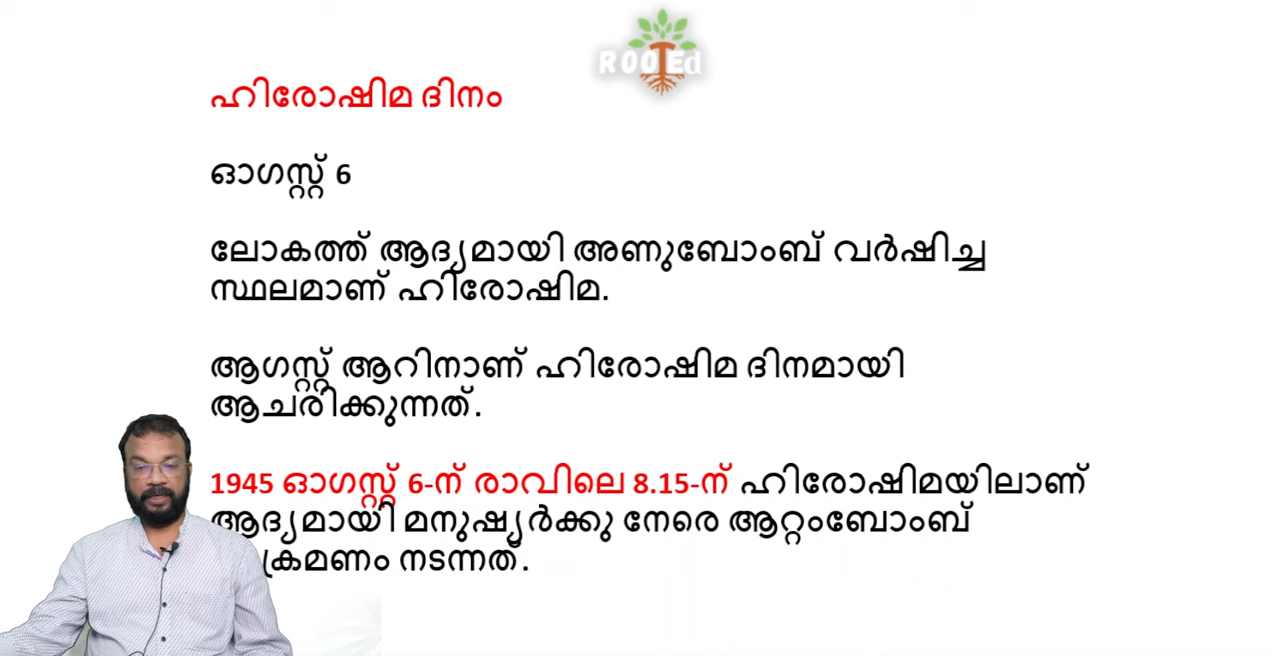 ROOTEd
ഹിരോഷിമ ദിനം
ഓഗസ്റ്റ് 6
ലോകത്ത് ആദ്യമായി അണുബോംബ് വർഷിച്ച
സ്ഥലമാണ് ഹിരോഷിമ.
ആഗസ്റ്റ് ആറിനാണ് ഹിരോഷിമ ദിനമായി
ആചരിക്കുന്നത്.
1945 ഓഗസ്റ്റ് 6-ന് രാവിലെ 8.15-ന് ഹിരോഷിമയിലാണ്
ആദ്യമായി മനുഷ്യർക്കു നേരെ ആറ്റംബോംബ്
നടന്നത്.